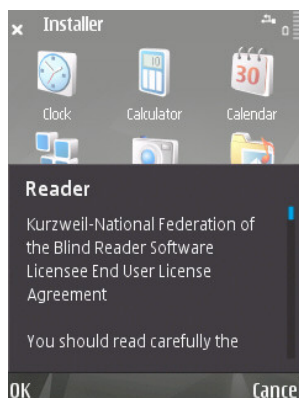 Installer
10
30
Clock
Calculator
Calendar
Reader
Kurzweil-National Federation of
the Blind Reader Software
Licensee End User License
Agreement
You should read carefully the
OK
Cance